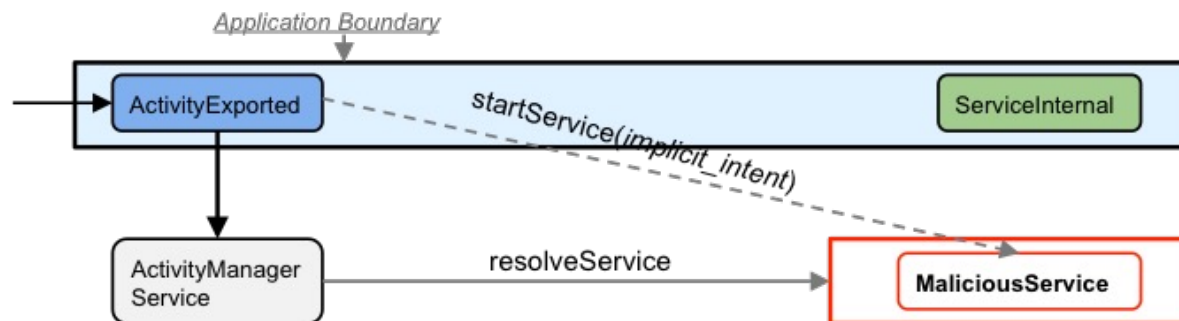 Application Boundary
ActivityExported
startService(implicit_intent)
ServiceInternal
ActivityManager
Service
resolveService
MaliciousService